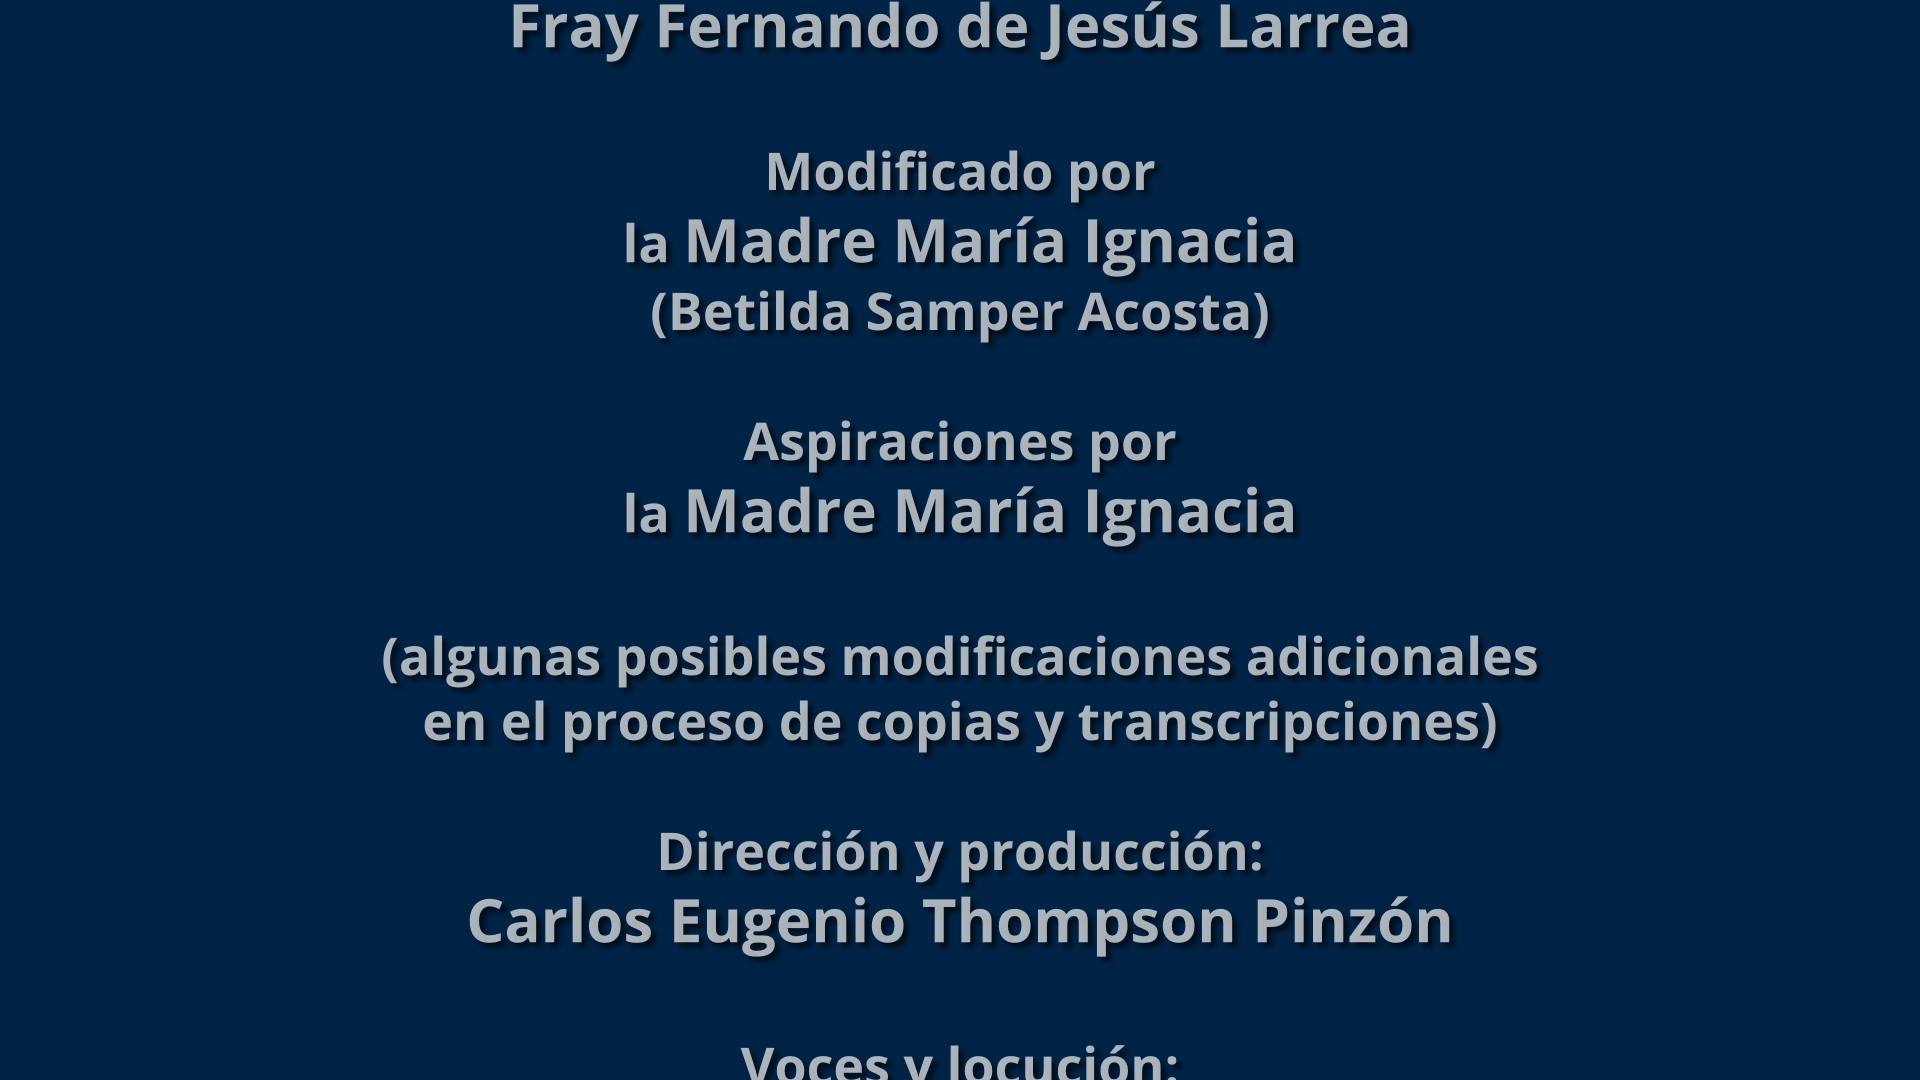 Fray Fernando de Jesús Larrea
Modificado por
la Madre María Ignacia
(Betilda Samper Acosta)
Aspiraciones por
la Madre María Ignacia
(algunas posibles modificaciones adicionales
en el proceso de copias y transcripciones)
Dirección y producción:
Carlos Eugenio Thompson Pinzón
Voces y locución: